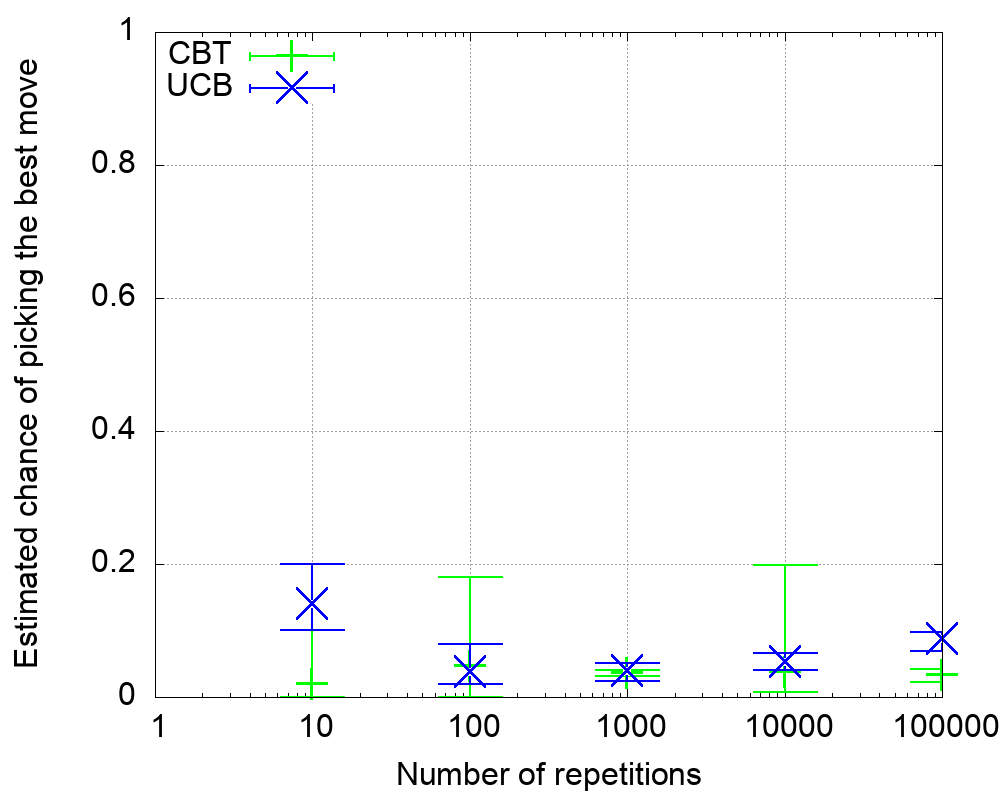 Estimated chance of picking the best move
1
0.8
0.6
0.4
0.2
0
CBT
UCB
1 10 100 1000 10000 100000
Number of repetitions